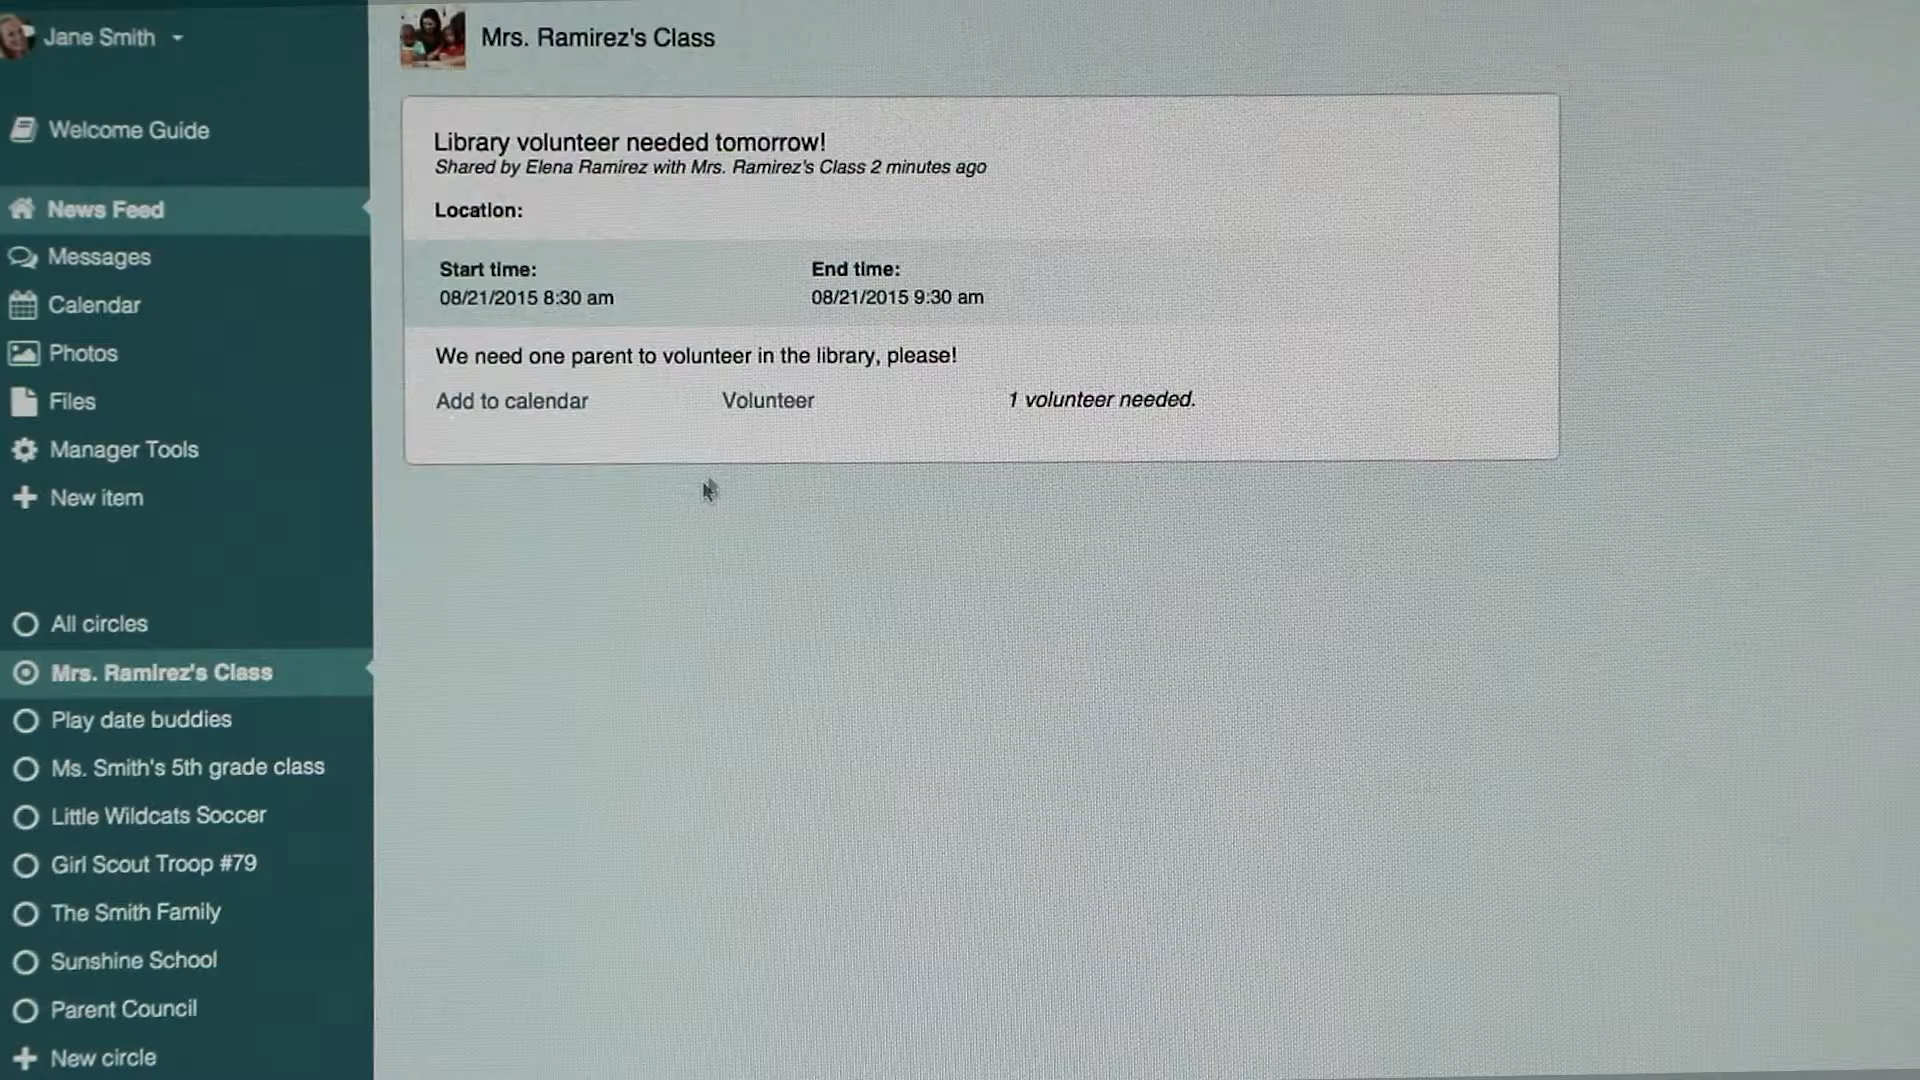 Jane Smith
Welcome Guide
News Feed
Messages
Calendar
Photos
Files
Manager Tools
New item
All circles
Mrs. Ramirez's Class
Play date buddies
Ms. Smith's 5th grade class
Little Wildcats Soccer
Girl Scout Troop #79
The Smith Family
Sunshine School
Parent Council
New circle
Mrs. Ramirez's Class
Library volunteer needed tomorrow!
Shared by Elena Ramirez with Mrs. Ramirez's Class 2 minutes ago
Location:
Start time: End time:
08/21/2015 8:30 am 08/21/2015 9:30 am
We need one parent to volunteer in the library, please!
Add to calendar Volunteer 1 volunteer needed.